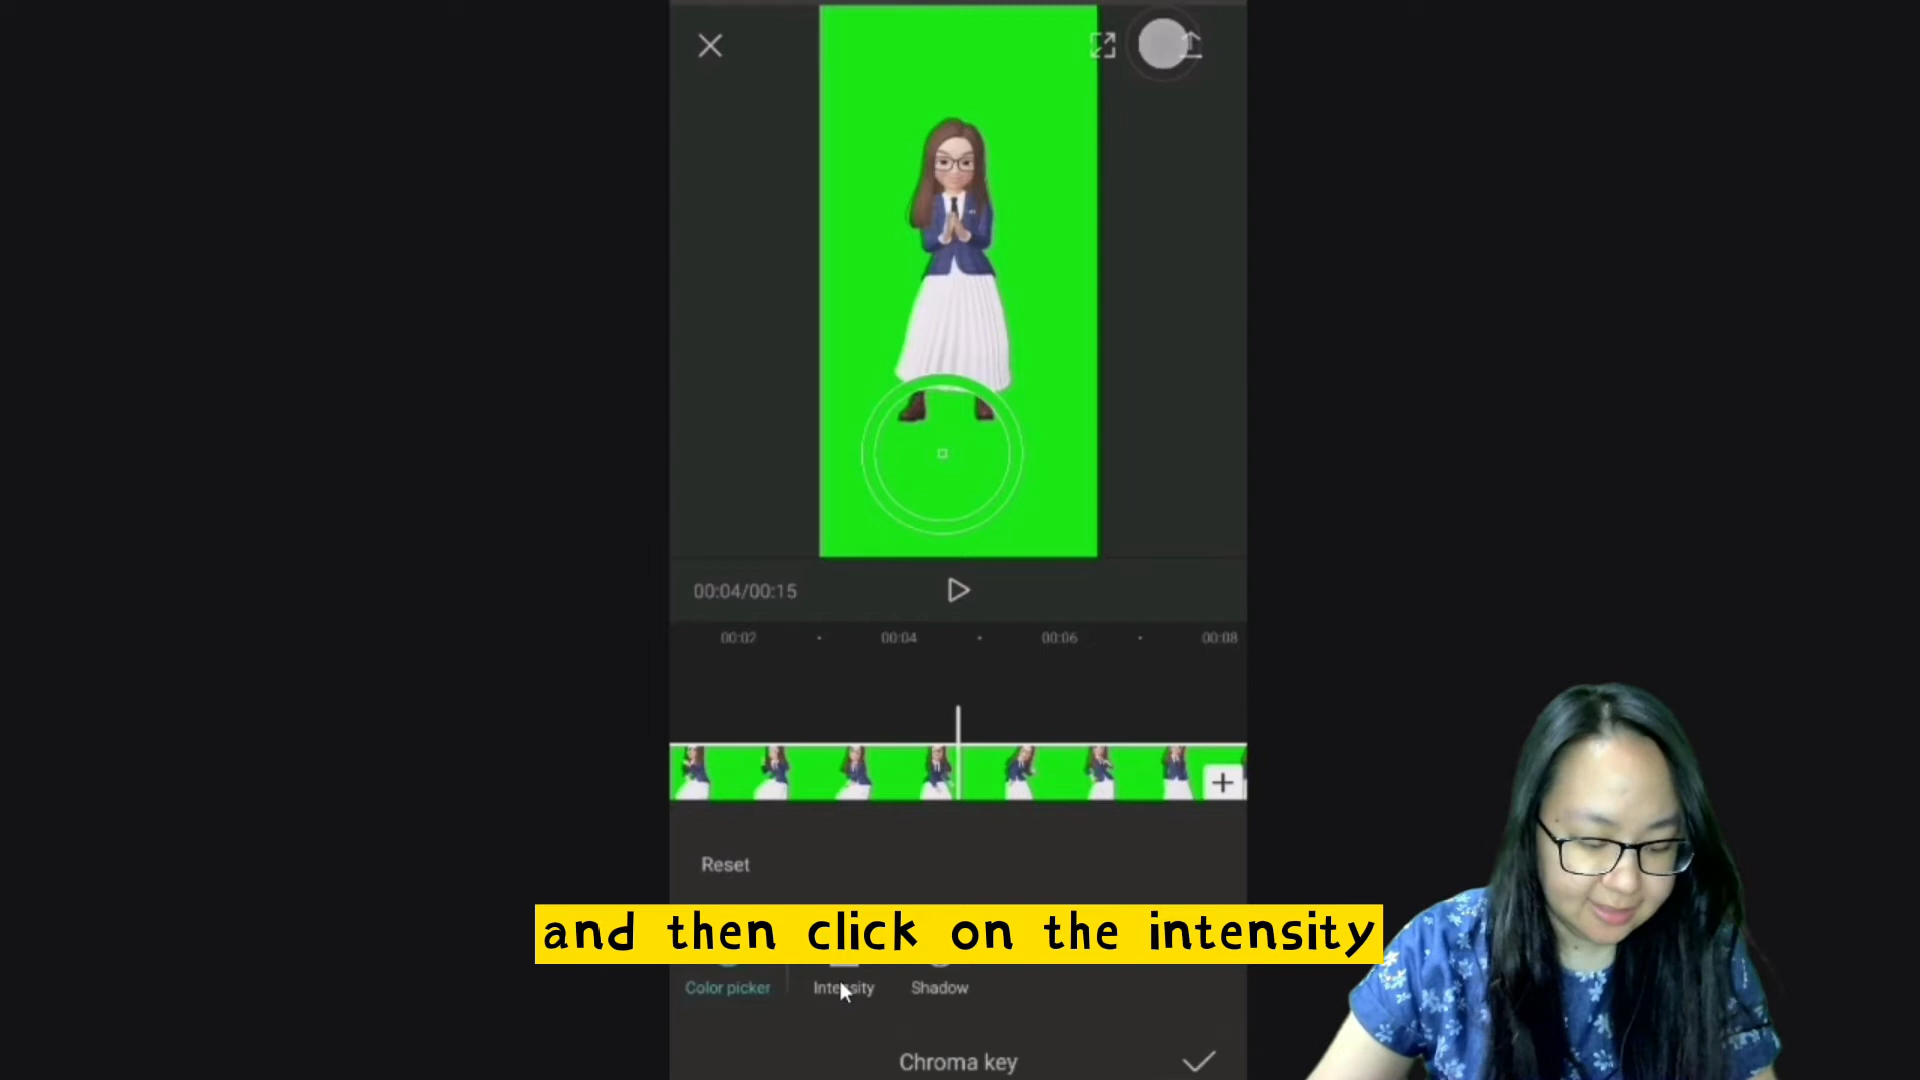 00:04/00:15
00:02 00:04 00:06 00:08
Reset
and then click on the intensity
Color picker Intensity Shadow
Chroma key